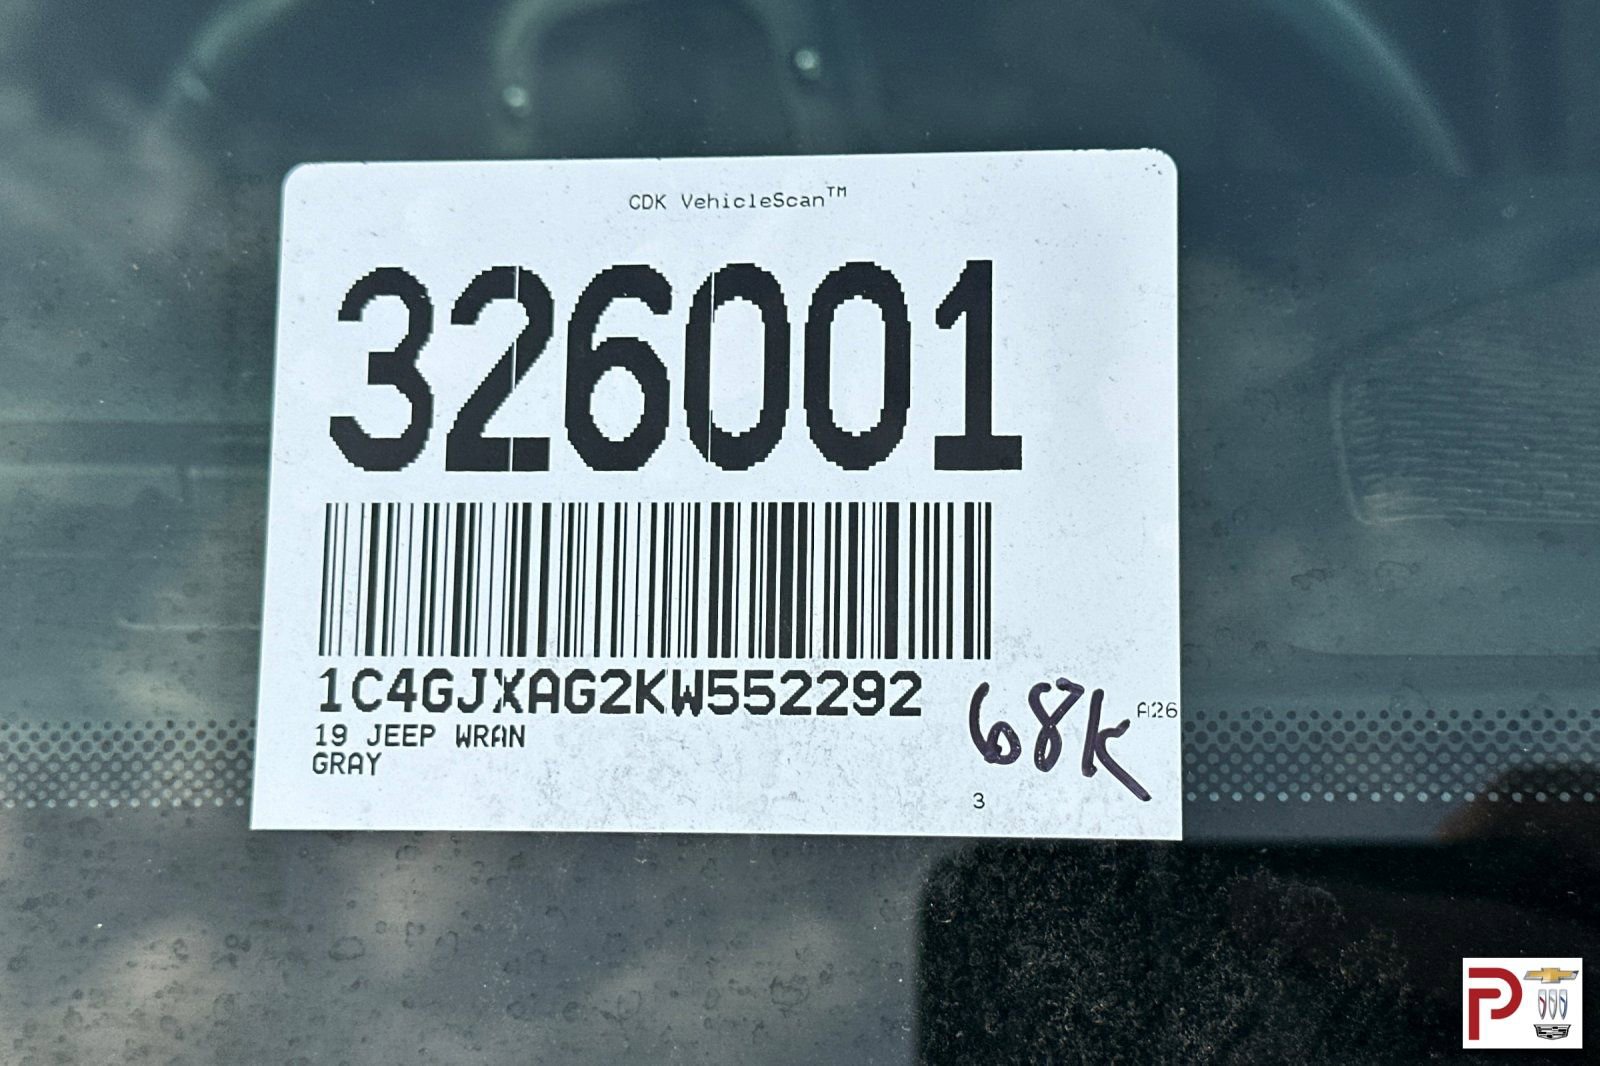 CDK VehicleScan™
326001
1C4GJXAG2KW552292
19 JEEP WRAN
GRAY
68K
A26
3
P